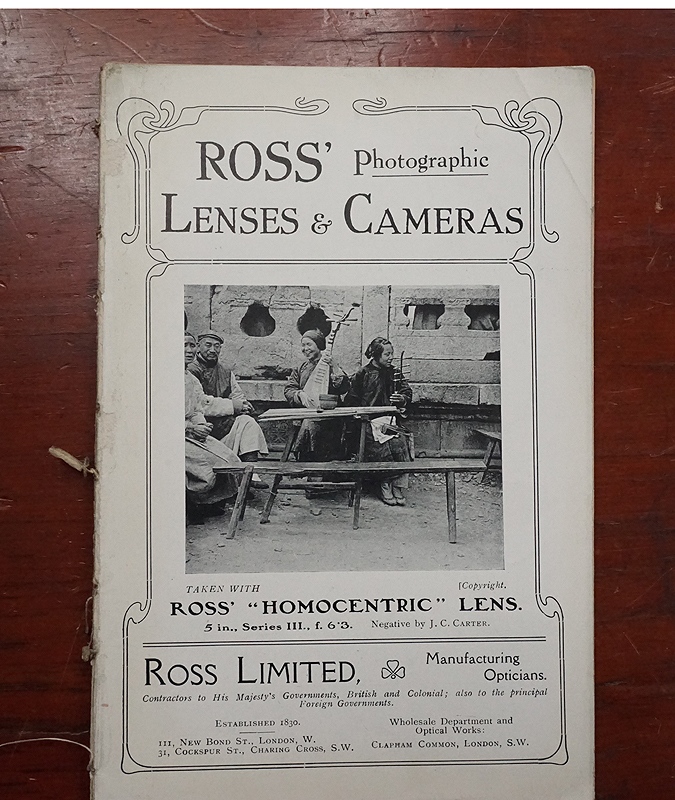 ROSS' Photographic
LENSES & CAMERAS
TAKEN WITH [Copyright.
ROSS' "HOMOCENTRIC" LENS.
5 in., Series III., f. 6·3. Negative by J. C. CARTER.
ROSS LIMITED, Manufacturing
Opticians.
Contractors to His Majesty's Governments, British and Colonial; also to the principal
Foreign Governments.
ESTABLISHED 1830.
111, NEW BOND ST., LONDON, W.
31, COCKSPUR ST., CHARING CROSS, S.W.
Wholesale Department and
Optical Works:
CLAPHAM COMMON, LONDON, S.W.